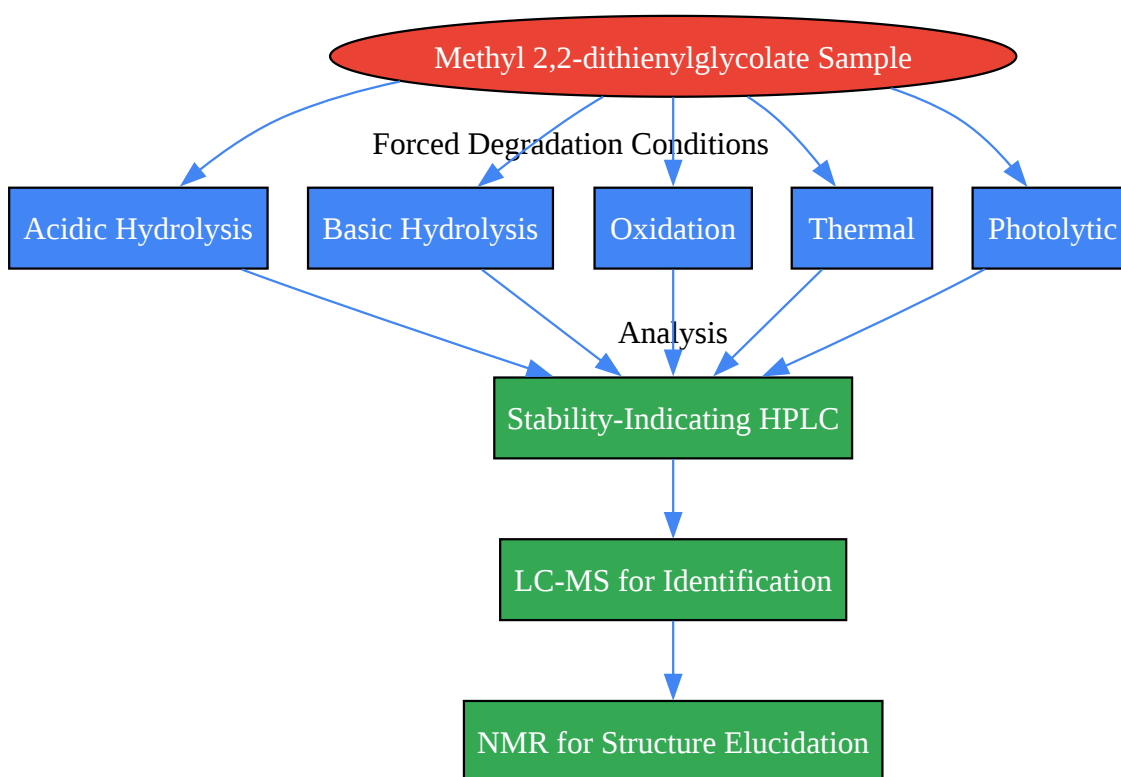 Methyl 2,2-dithienylglycolate Sample
Forced Degradation Conditions
Acidic Hydrolysis
Basic Hydrolysis
Oxidation
Thermal
Photolytic
Analysis
Stability-Indicating HPLC
LC-MS for Identification
NMR for Structure Elucidation